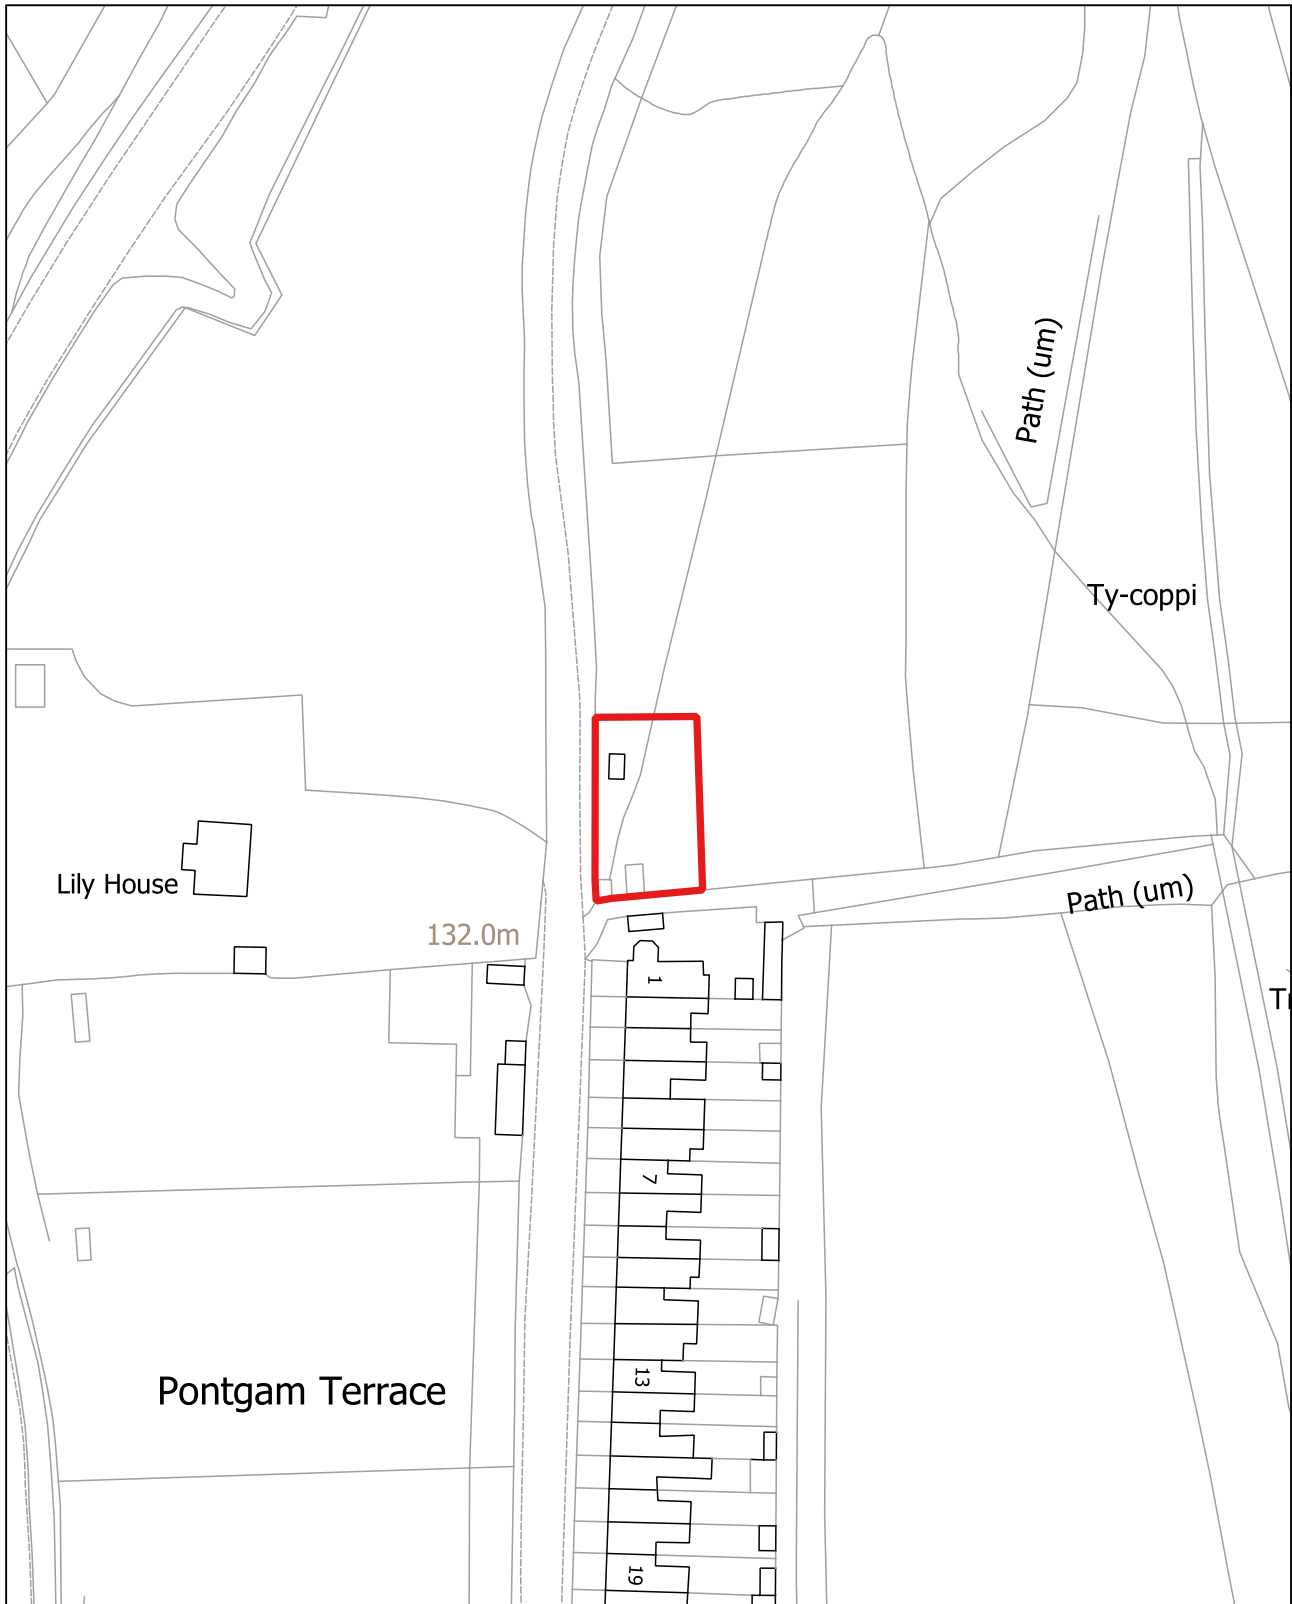 Path (um)
Ty-coppi
Lily House
Path (um)
132.0m
1
7
Pontgam Terrace
13
19